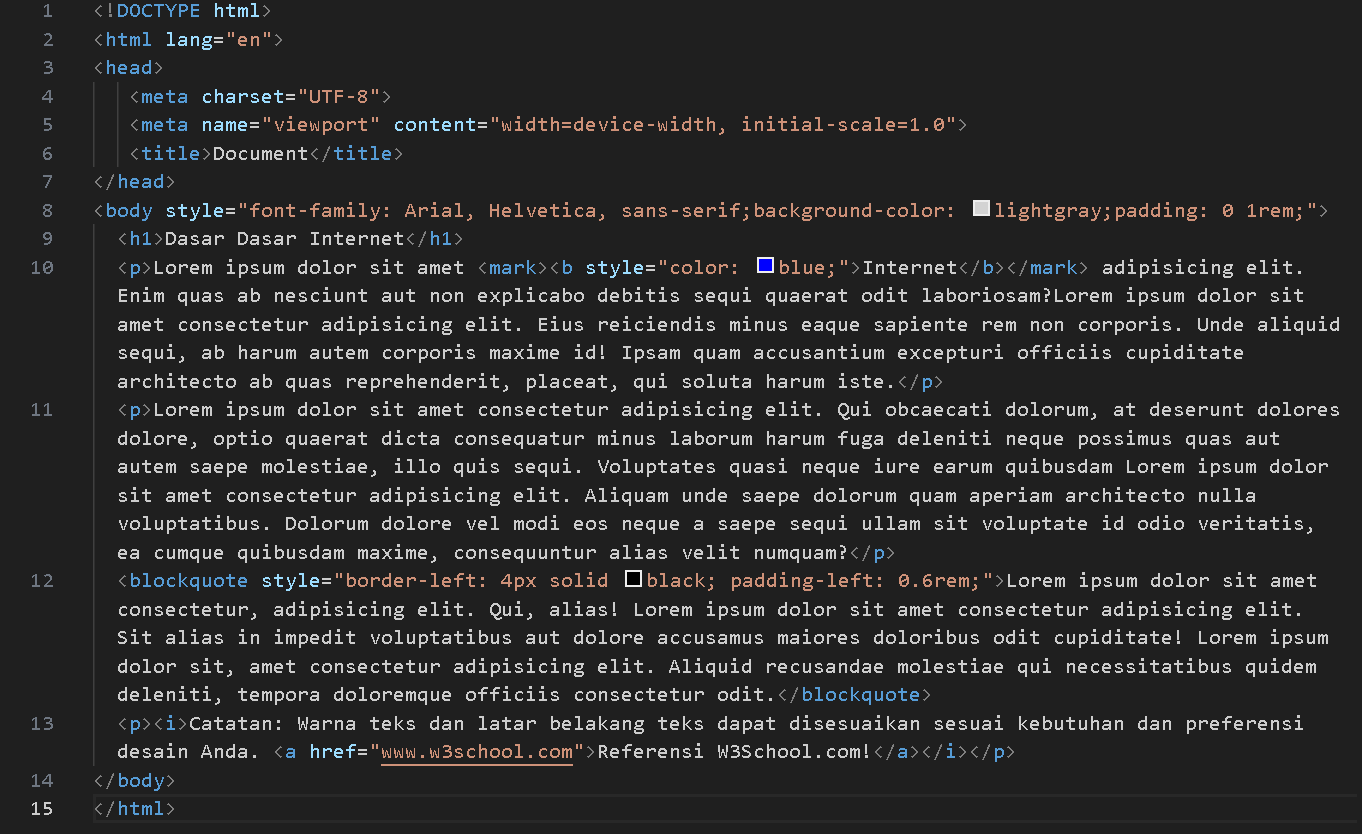 1 <!DOCTYPE html>
2 <html lang="en">
3 <head>
4 <meta charset="UTF-8">
5 <meta name="viewport" content="width=device-width, initial-scale=1.0">
6 <title>Document</title>
7 </head>
8 <body style="font-family: Arial, Helvetica, sans-serif;background-color: lightgray;padding: 0 1rem;">
9 <h1>Dasar Dasar Internet</h1>
10 <p>Lorem ipsum dolor sit amet <mark><b style="color: blue;">Internet</b></mark> adipisicing elit.
Enim quas ab nesciunt aut non explicabo debitis sequi quaerat odit laboriosam?Lorem ipsum dolor sit
amet consectetur adipisicing elit. Eius reiciendis minus eaque sapiente rem non corporis. Unde aliquid
sequi, ab harum autem corporis maxime id! Ipsam quam accusantium excepturi officiis cupiditate
architecto ab quas reprehenderit, placeat, qui soluta harum iste.</p>
11 <p>Lorem ipsum dolor sit amet consectetur adipisicing elit. Qui obcaecati dolorum, at deserunt dolores
dolore, optio quaerat dicta consequatur minus laborum harum fuga deleniti neque possimus quas aut
autem saepe molestiae, illo quis sequi. Voluptates quasi neque iure earum quibusdam Lorem ipsum dolor
sit amet consectetur adipisicing elit. Aliquam unde saepe dolorum quam aperiam architecto nulla
voluptatibus. Dolorum dolore vel modi eos neque a saepe sequi ullam sit voluptate id odio veritatis,
ea cumque quibusdam maxime, consequuntur alias velit numquam?</p>
12 <blockquote style="border-left: 4px solid black; padding-left: 0.6rem;">Lorem ipsum dolor sit amet
consectetur, adipisicing elit. Qui, alias! Lorem ipsum dolor sit amet consectetur adipisicing elit.
Sit alias in impedit voluptatibus aut dolore accusamus maiores doloribus odit cupiditate! Lorem ipsum
dolor sit, amet consectetur adipisicing elit. Aliquid recusandae molestiae qui necessitatibus quidem
deleniti, tempora doloremque officiis consectetur odit.</blockquote>
13 <p><i>Catatan: Warna teks dan latar belakang teks dapat disesuaikan sesuai kebutuhan dan preferensi
desain Anda. <a href="www.w3school.com">Referensi W3School.com!</a></i></p>
14 </body>
15 </html>